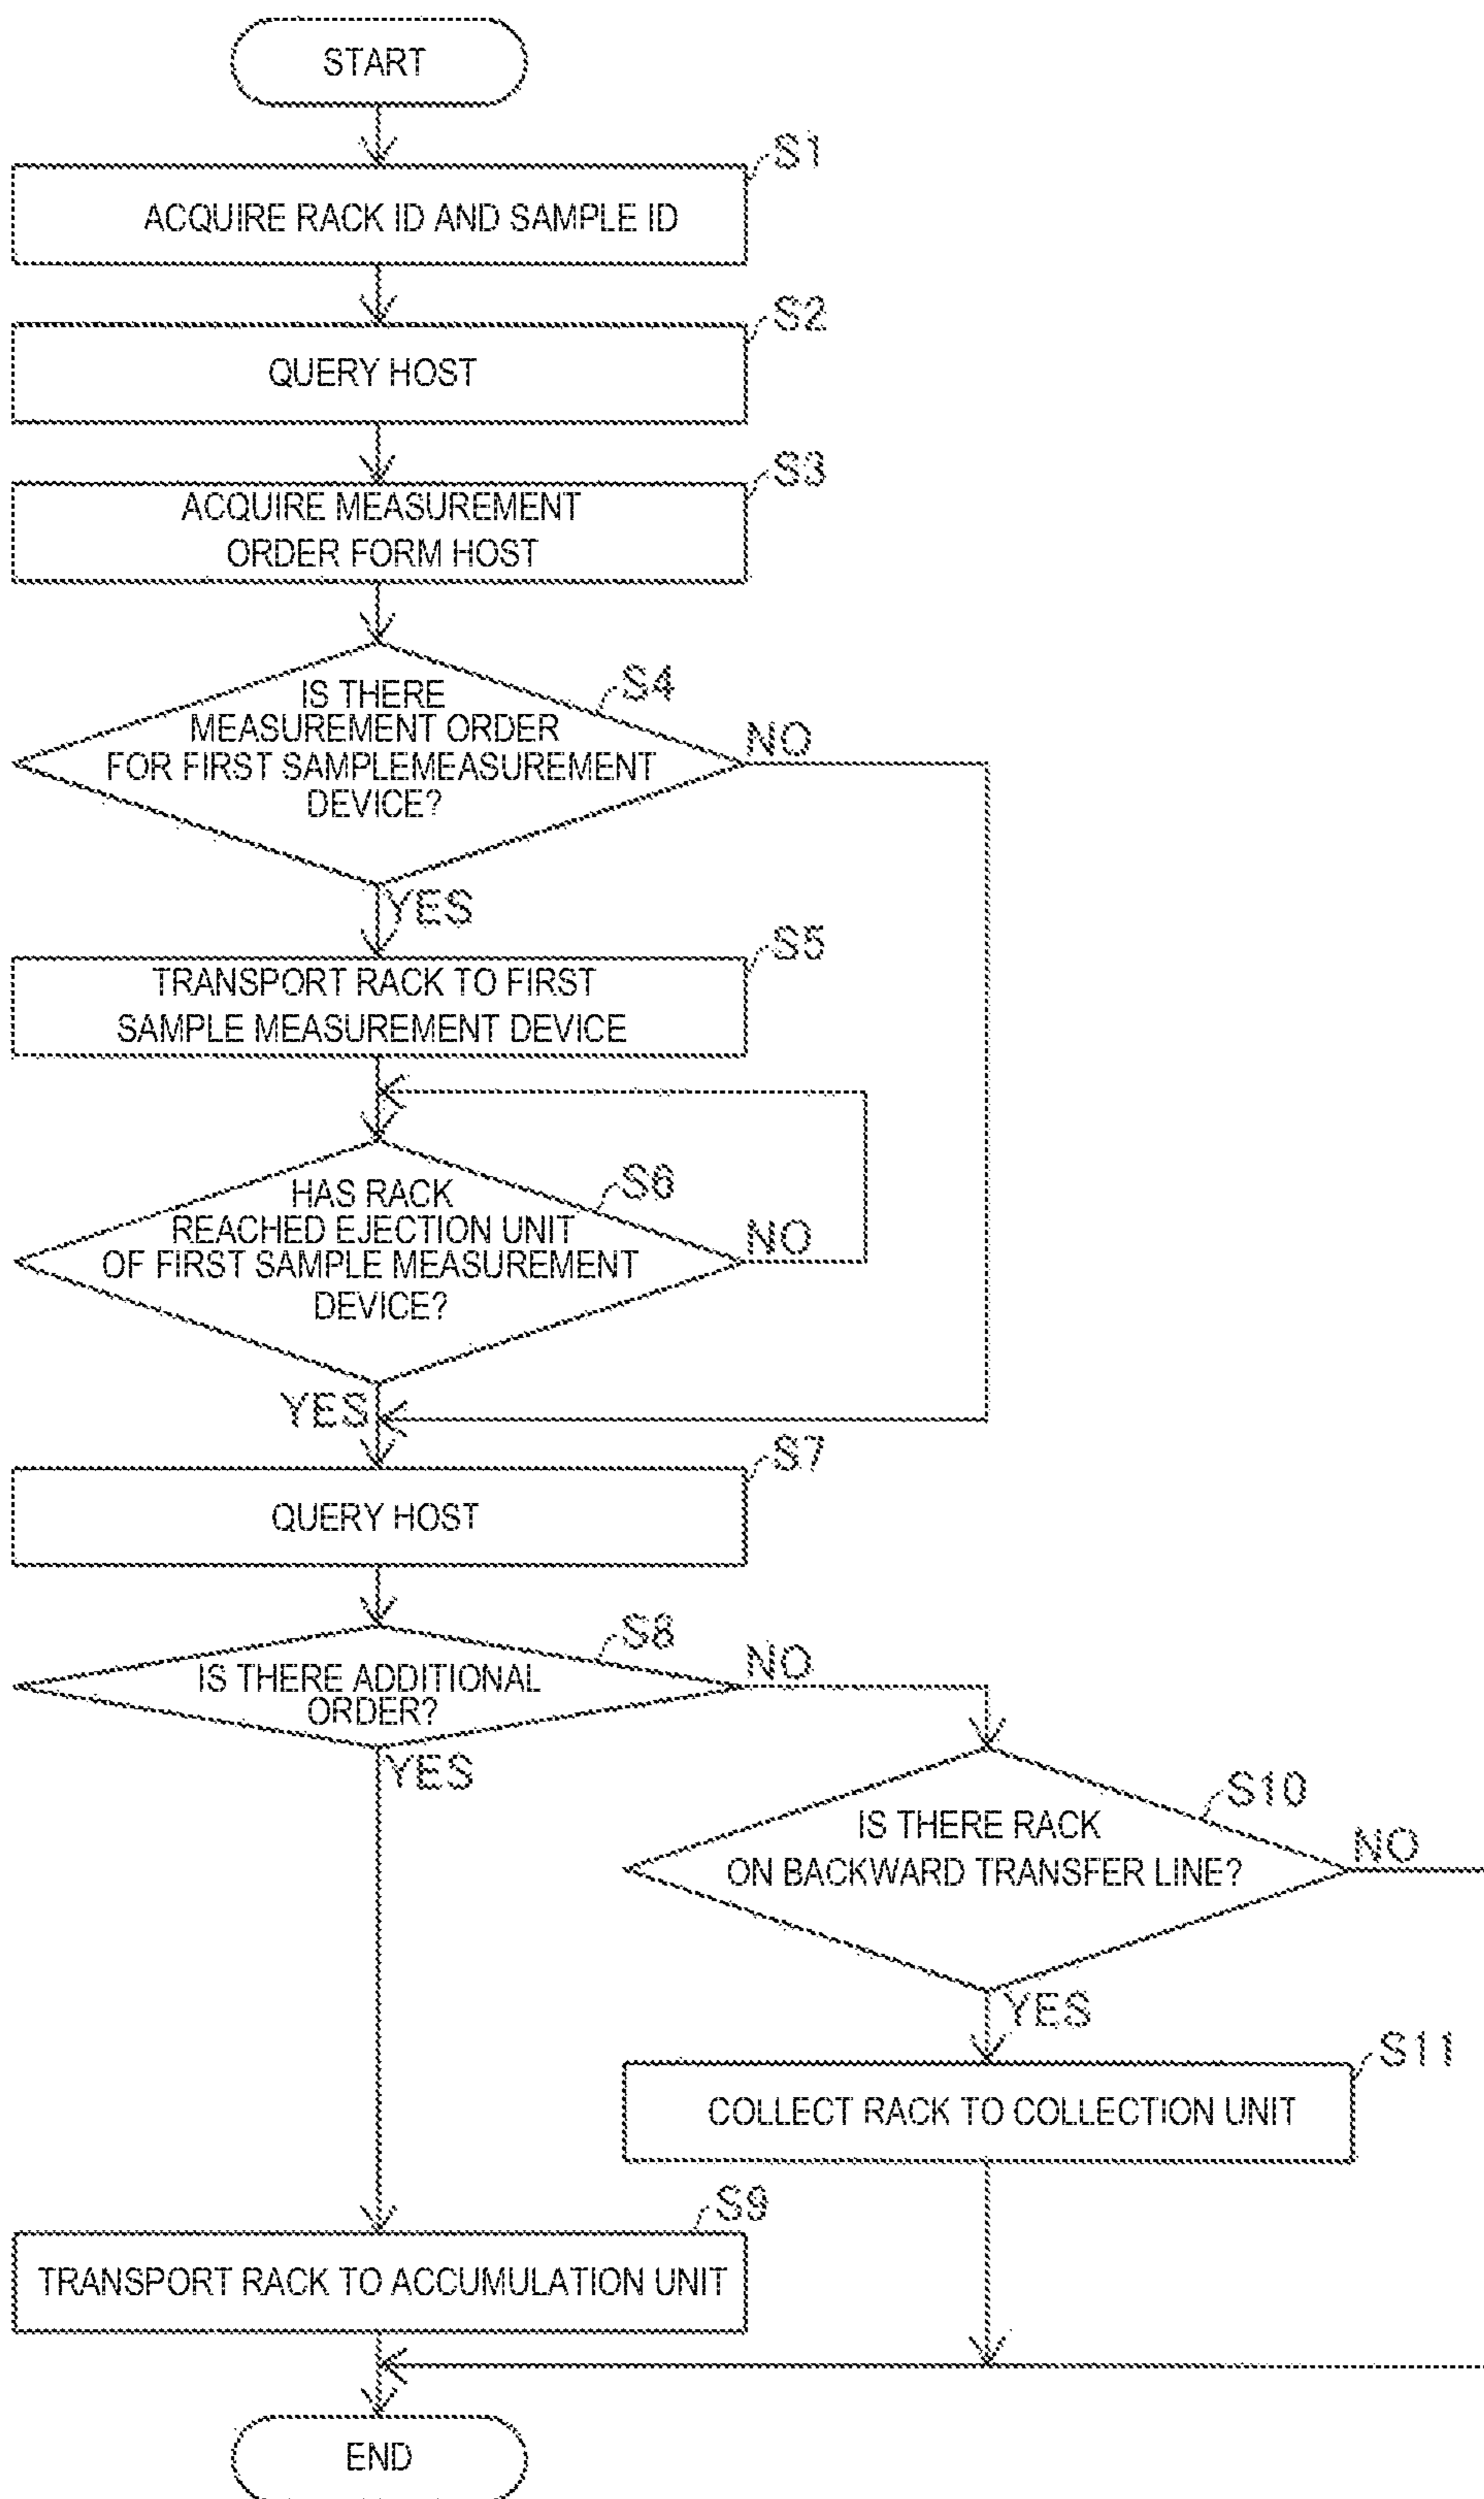 START
S1
ACQUIRE RACK ID AND SAMPLE ID
S2
QUERY HOST
S3
ACQUIRE MEASUREMENT
ORDER FORM HOST
S4
IS THERE
MEASUREMENT ORDER
FOR FIRST SAMPLEMEASUREMENT
DEVICE?
NO
YES
S5
TRANSPORT RACK TO FIRST
SAMPLE MEASUREMENT DEVICE
S6
HAS RACK
REACHED EJECTION UNIT
OF FIRST SAMPLE MEASUREMENT
DEVICE?
NO
YES
S7
QUERY HOST
S8
IS THERE ADDITIONAL
ORDER?
NO
YES
S10
IS THERE RACK
ON BACKWARD TRANSFER LINE?
NO
YES
S11
COLLECT RACK TO COLLECTION UNIT
S9
TRANSPORT RACK TO ACCUMULATION UNIT
END